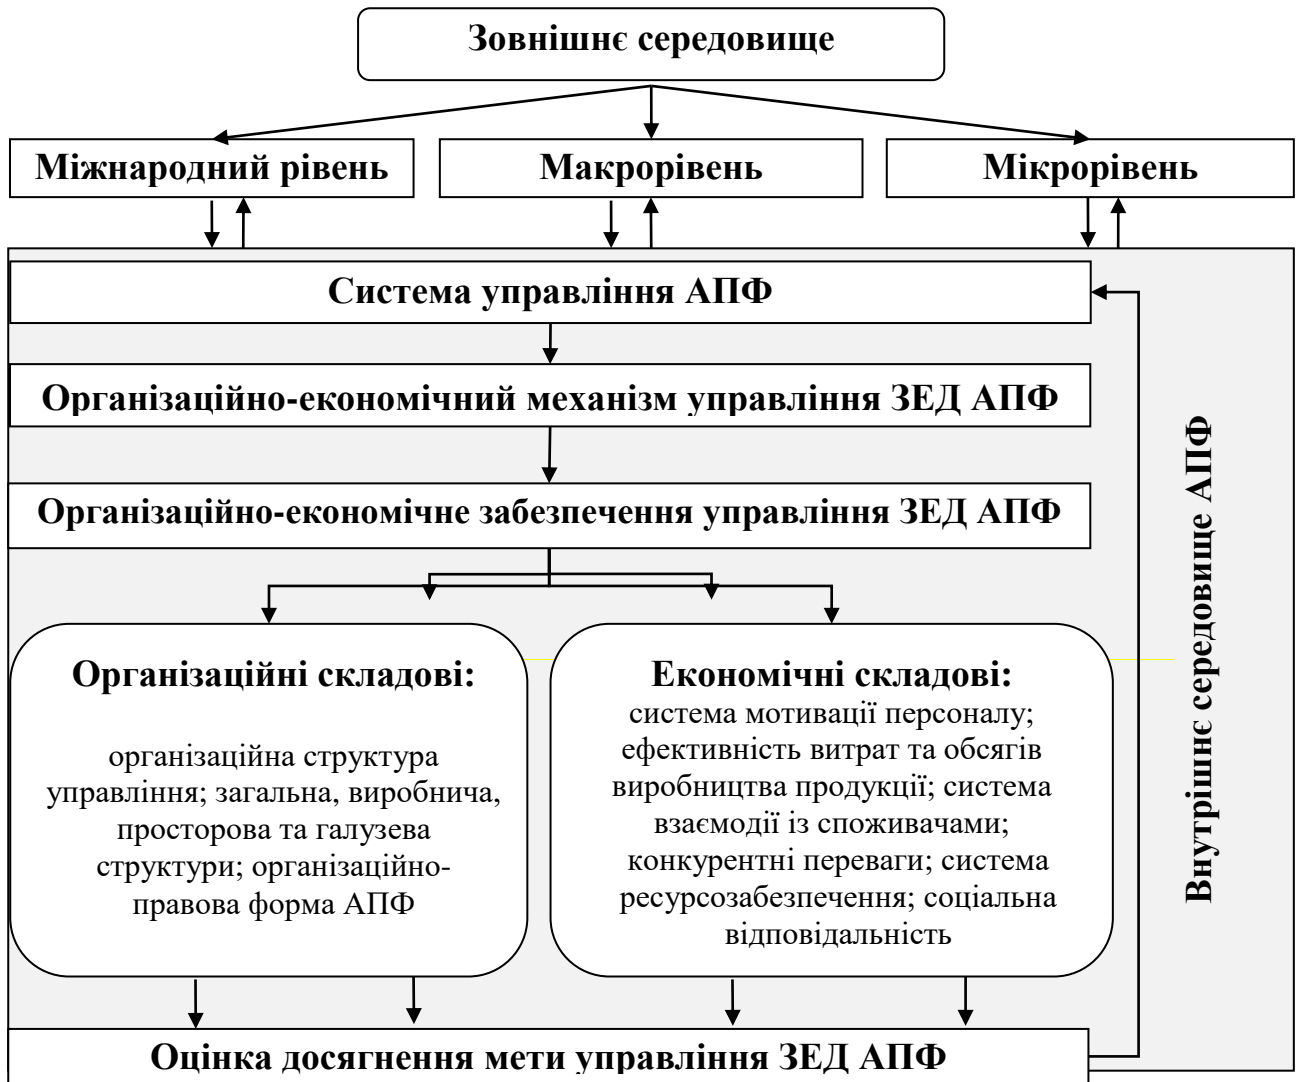 Зовнішнє середовище
Міжнародний рівень
Макрорівень
Мікрорівень
Система управління АПФ
Організаційно-економічний механізм управління ЗЕД АПФ
Організаційно-економічне забезпечення управління ЗЕД АПФ
Організаційні складові:
організаційна структура
управління; загальна, виробнича,
просторова та галузева
структури; організаційно-
правова форма АПФ
Економічні складові:
система мотивації персоналу;
ефективність витрат та обсягів
виробництва продукції; система
взаємодії із споживачами;
конкурентні переваги; система
ресурсозабезпечення; соціальна
відповідальність
Оцінка досягнення мети управління ЗЕД АПФ
Внутрішнє середовище АПФ